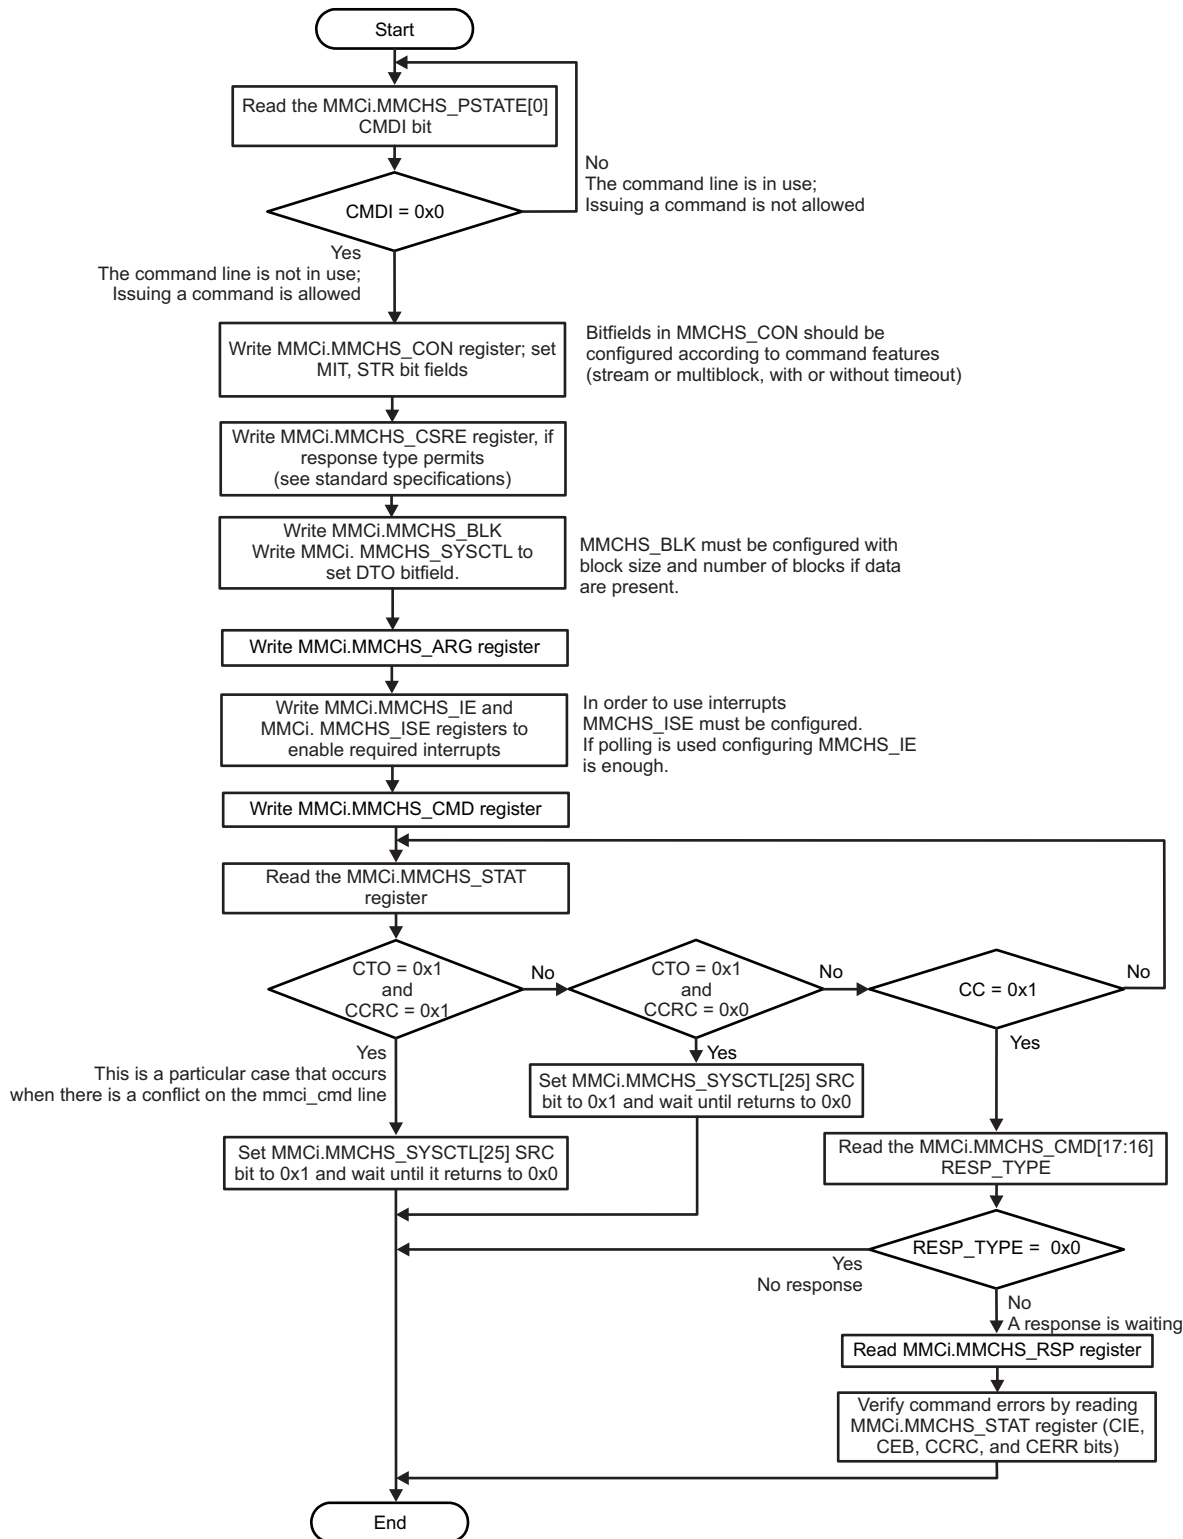 Start
Read the MMCi.MMCHS_PSTATE[0]
CMDI bit
No
The command line is in use;
Issuing a command is not allowed
CMDI = 0x0
Yes
The command line is not in use;
Issuing a command is allowed
Write MMCi.MMCHS_CON register; set
MIT, STR bit fields
Bitfields in MMCHS_CON should be
configured according to command features
(stream or multiblock, with or without timeout)
Write MMCi.MMCHS_CSRE register, if
response type permits
(see standard specifications)
Write MMCi.MMCHS_BLK
Write MMCi. MMCHS_SYSCTL to
set DTO bitfield.
MMCHS_BLK must be configured with
block size and number of blocks if data
are present.
Write MMCi.MMCHS_ARG register
Write MMCi.MMCHS_IE and
MMCi. MMCHS_ISE registers to
enable required interrupts
In order to use interrupts
MMCHS_ISE must be configured.
If polling is used configuring MMCHS_IE
is enough.
Write MMCi.MMCHS_CMD register
Read the MMCi.MMCHS_STAT
register
CTO = 0x1
and
CCRC = 0x1
No
CTO = 0x1
and
CCRC = 0x0
No
CC = 0x1
No
Yes
This is a particular case that occurs
when there is a conflict on the mmci_cmd line
Yes
Yes
Set MMCi.MMCHS_SYSCTL[25] SRC
bit to 0x1 and wait until returns to 0x0
Set MMCi.MMCHS_SYSCTL[25] SRC
bit to 0x1 and wait until it returns to 0x0
Read the MMCi.MMCHS_CMD[17:16]
RESP_TYPE
RESP_TYPE = 0x0
Yes
No response
No
A response is waiting
Read MMCi.MMCHS_RSP register
Verify command errors by reading
MMCi.MMCHS_STAT register (CIE,
CEB, CCRC, and CERR bits)
End